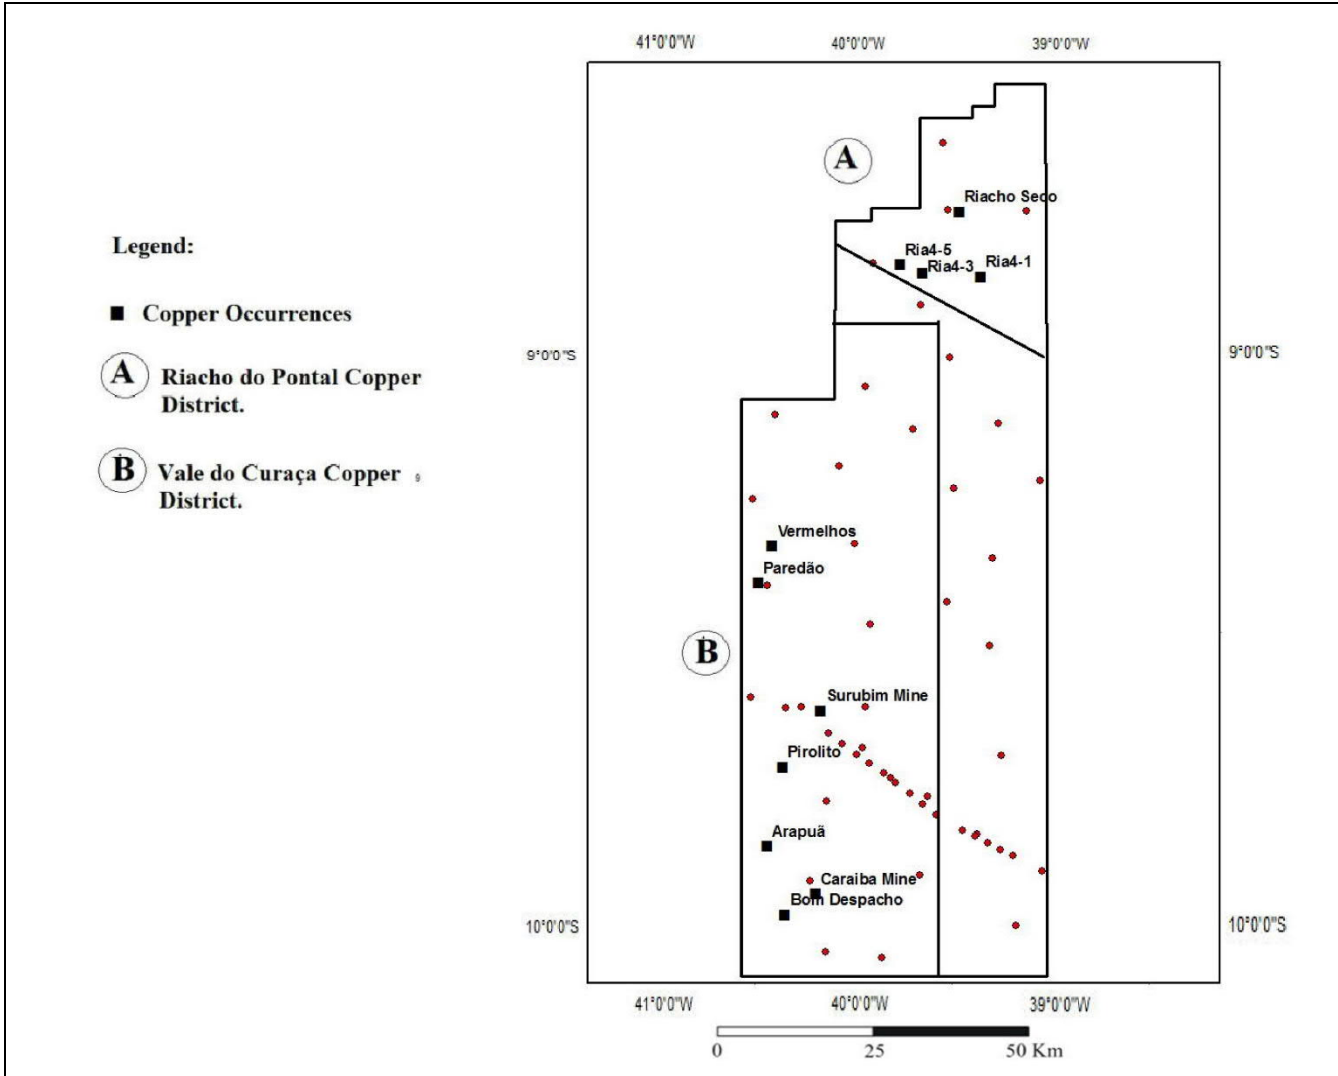 41°0'0"W 40°0'0"W 39°0'0"W
A
Riacho Seco
Ria4-5
Ria4-3
Ria4-1
Legend:
Copper Occurrences
9°0'0"S
9°0'0"S
A Riacho do Pontal Copper
District.
B Vale do Curaça Copper 9
District.
Vermelhos
Paredão
B
Surubim Mine
Pirolito
Arapuã
Caraiba Mine
Bom Despacho
10°0'0"S
10°0'0"S
41°0'0"W 40°0'0"W 39°0'0"W
0 25 50 Km